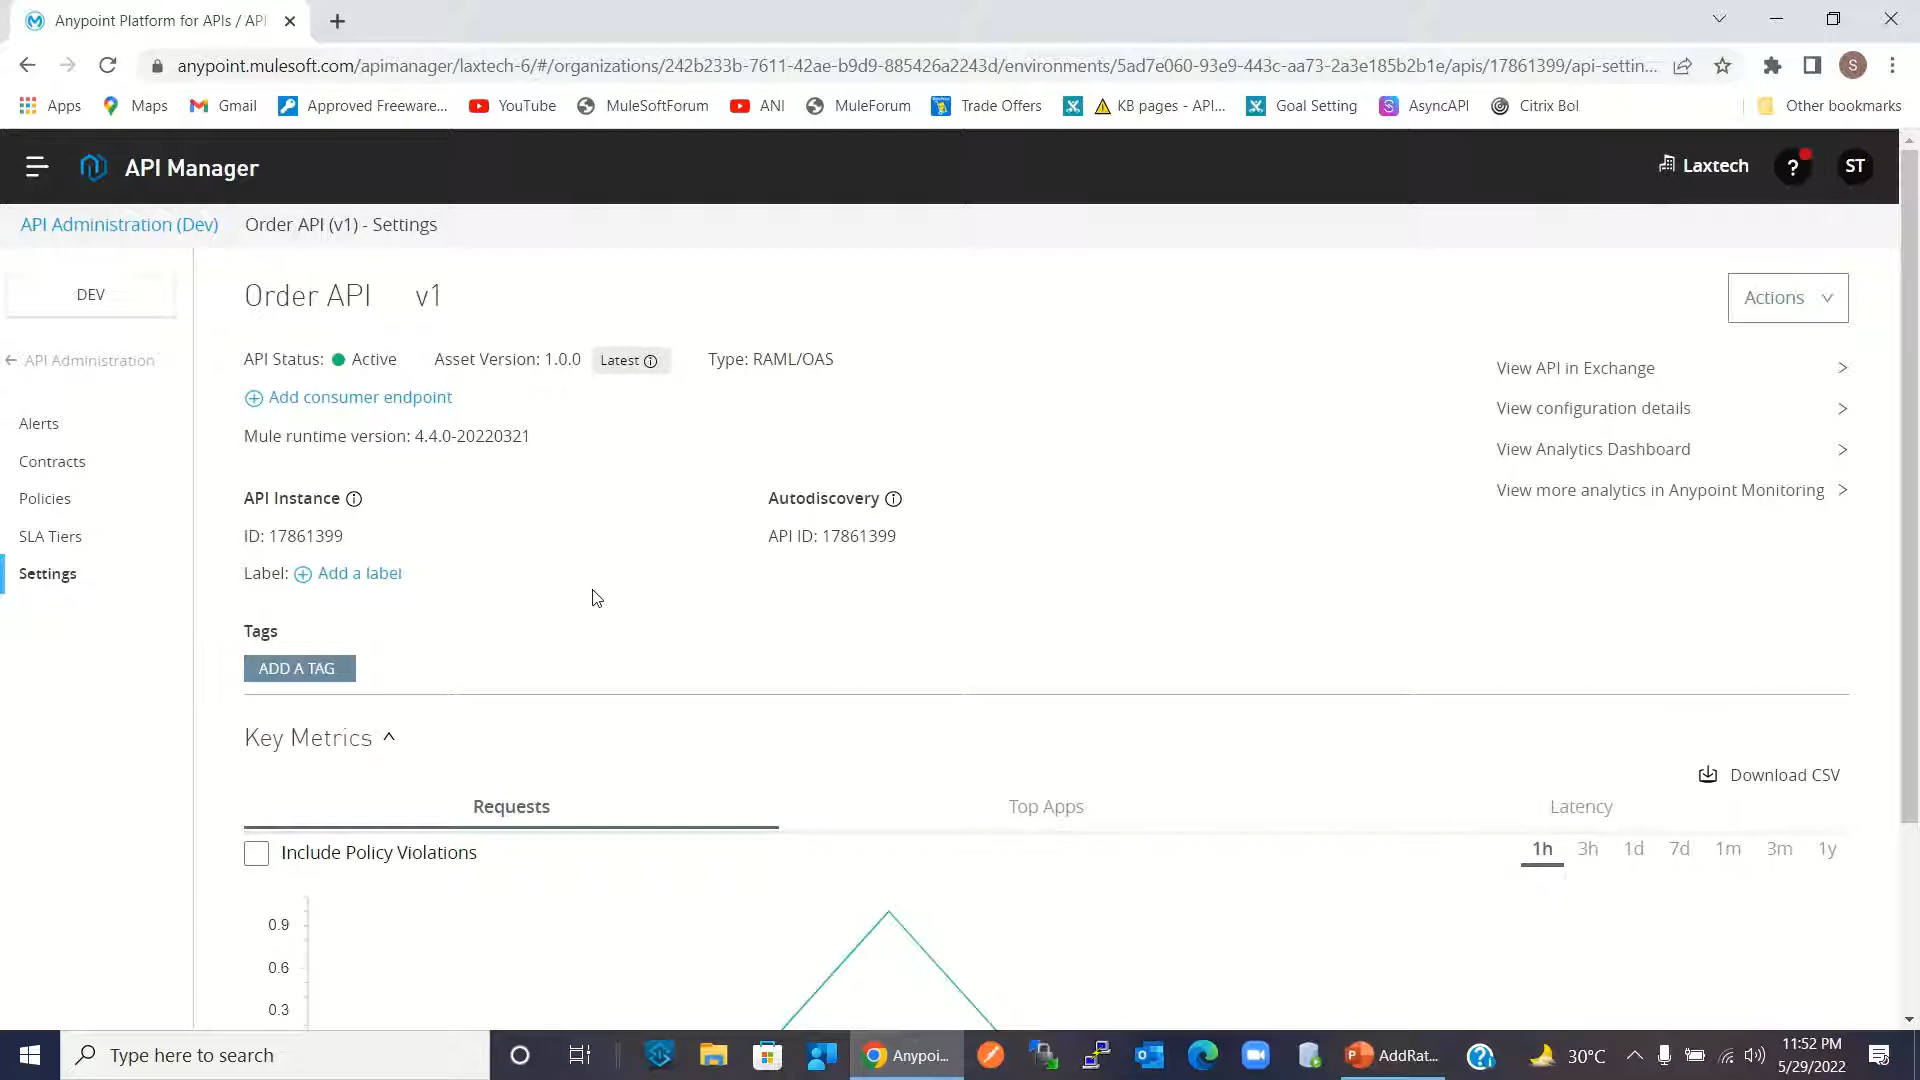 Anypoint Platform for APIs / API
anypoint.mulesoft.com/apimanager/laxtech-6/#/organizations/242b233b-7611-42ae-b9d9-885426a2243d/environments/5ad7e060-93e9-443c-aa73-2a3e185b2b1e/apis/17861399/api-settin...
S
Apps Maps Gmail Approved Freeware... YouTube MuleSoftForum ANI MuleForum Trade Offers KB pages - API... Goal Setting AsyncAPI Citrix Bol Other bookmarks
API Manager
Laxtech
?
ST
API Administration (Dev) Order API (v1) - Settings
DEV
API Administration
Alerts
Contracts
Policies
SLA Tiers
Settings
Order API v1
Actions
API Status: Active Asset Version: 1.0.0 Latest Type: RAML/OAS
Add consumer endpoint
Mule runtime version: 4.4.0-20220321
View API in Exchange >
View configuration details >
View Analytics Dashboard >
View more analytics in Anypoint Monitoring >
API Instance
ID: 17861399
Label: Add a label
Autodiscovery
API ID: 17861399
Tags
ADD A TAG
Key Metrics
Download CSV
Requests Top Apps Latency
Include Policy Violations
1h 3h 1d 7d 1m 3m 1y
0.9
0.6
0.3
Type here to search
Anypoi...
AddRat...
30°C
11:52 PM
5/29/2022